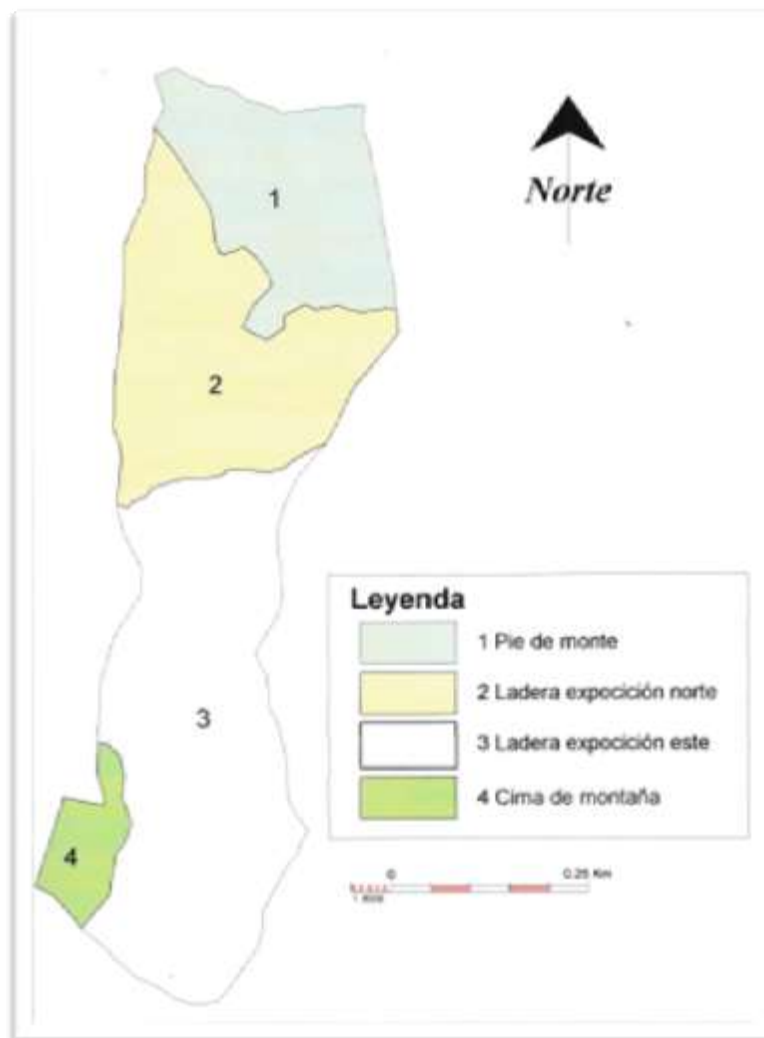 1
Norte
2
Leyenda
1 Pie de monte
2 Ladera expocición norte
3 Ladera expocición este
4 Cima de montaña
3
4
0 0.25 Km